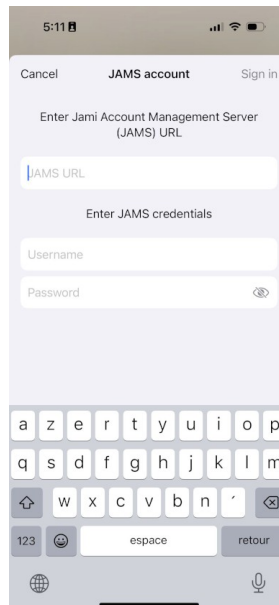 5:11
Cancel JAMS account Sign in
Enter Jami Account Management Server
(JAMS) URL
JAMS URL
Enter JAMS credentials
Username
Password
a z e r t y u i o p
q s d f g h j k l m
w x c v b n ´
123 espace retour